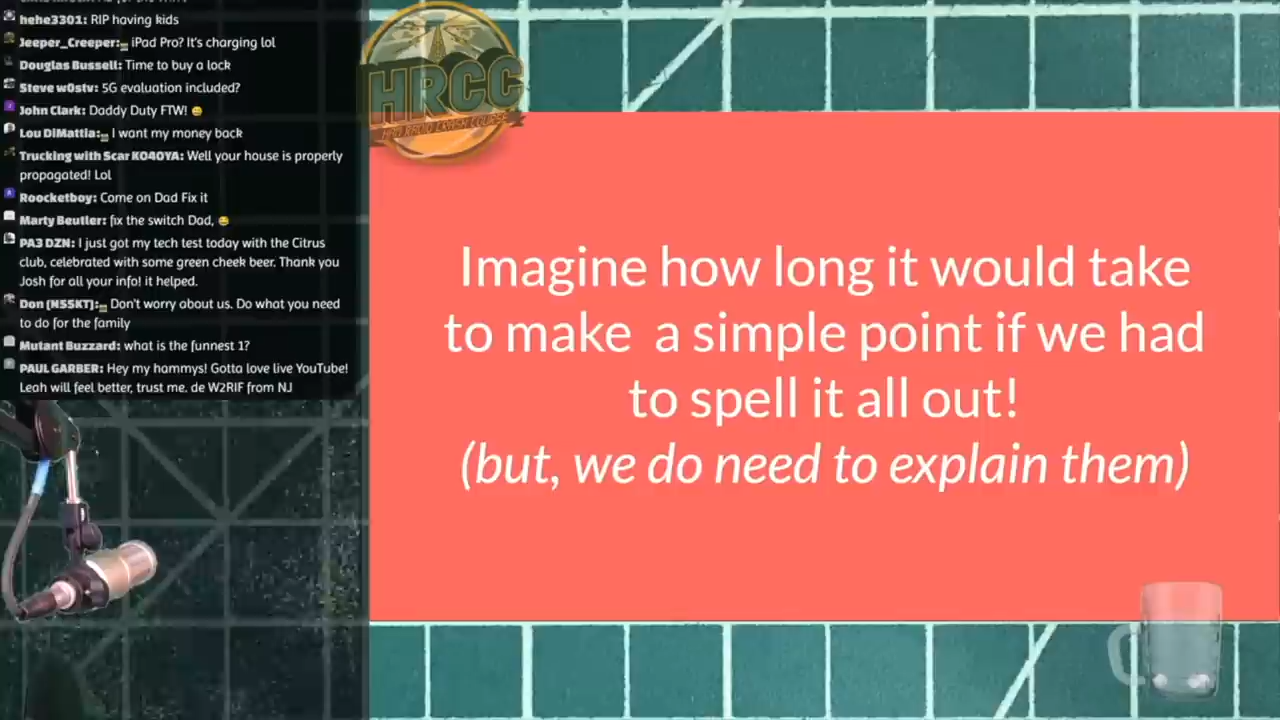 hehe3301: RIP having kids
Jeeper_Creeper: iPad Pro? It's charging lol
Douglas Bussell: Time to buy a lock
Steve w0stv: 5G evaluation included?
John Clark: Daddy Duty FTW!
Lou DiMattia: I want my money back
Trucking with Scar KO4OYA: Well your house is properly
propagated! Lol
Roocketboy: Come on Dad Fix it
Marty Beutler: fix the switch Dad,
PA3 DZN: I just got my tech test today with the Citrus
club, celebrated with some green cheek beer. Thank you
Josh for all your info! it helped.
Don (N5SKT): Don't worry about us. Do what you need
to do for the family
Mutant Buzzard: what is the funnest 1?
PAUL GARBER: Hey my hammys! Gotta love live YouTube!
Leah will feel better, trust me. de W2RIF from NJ
HRCC
HAM RADIO CRASH COURSE
Imagine how long it would take
to make a simple point if we had
to spell it all out!
(but, we do need to explain them)